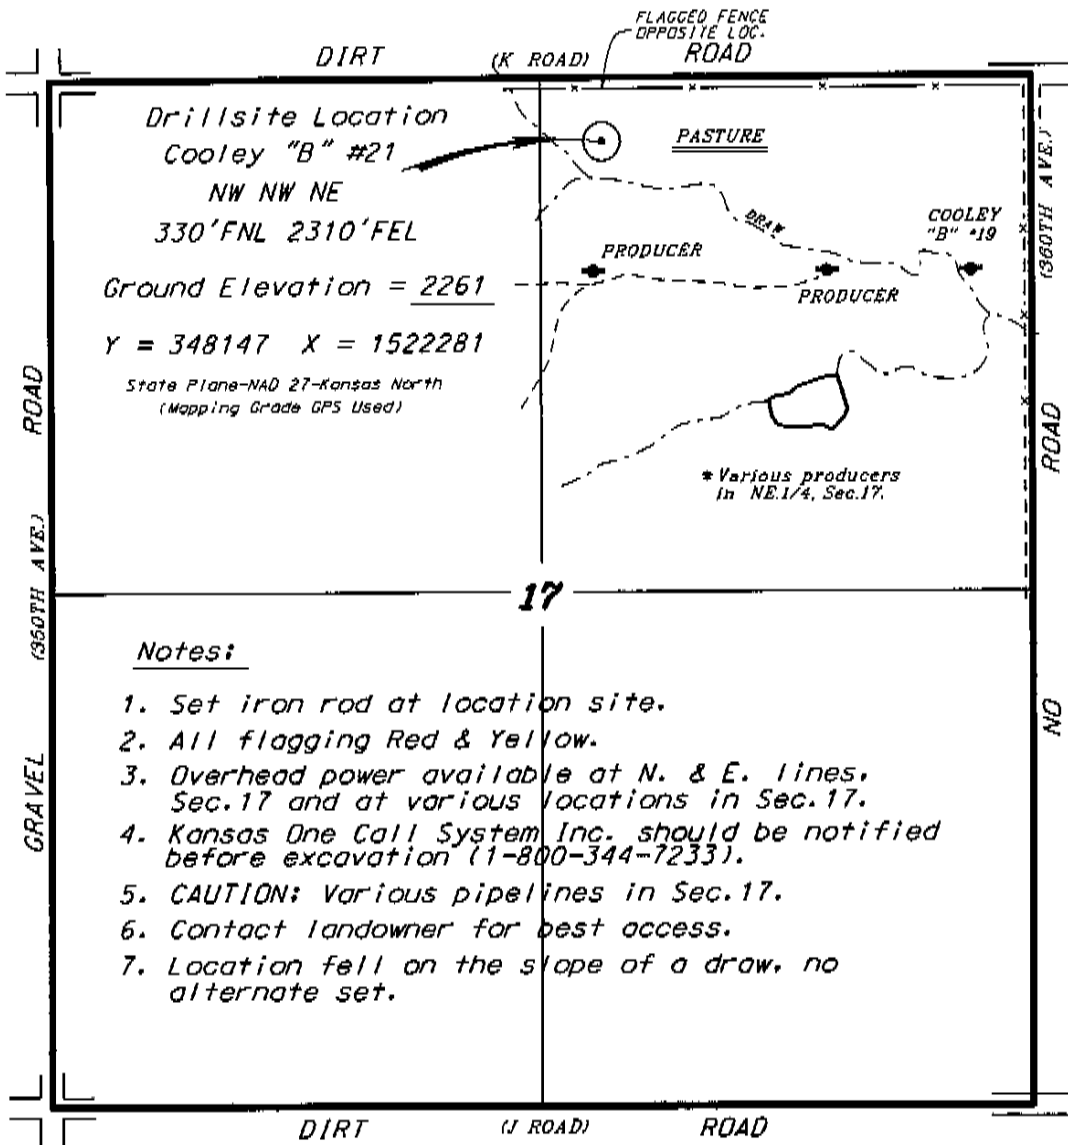 FLAGGED FENCE
OPPOSITE LOC.
DIRT (K ROAD) ROAD
Drillsite Location
Cooley "B" #21
NW NW NE
330'FNL 2310'FEL
Ground Elevation = 2261
Y = 348147 X = 1522281
State Plane-NAD 27-Kansas North
(Mapping Grade GPS Used)
PASTURE
DRAW
COOLEY
"B" #19
PRODUCER
PRODUCER
* Various producers
in NE.1/4, Sec.17.
(360TH AVE.)
ROAD
NO
ROAD
(350TH AVE.)
GRAVEL
17
Notes:
1. Set iron rod at location site.
2. All flagging Red & Yellow.
3. Overhead power available at N. & E. lines,
Sec.17 and at various locations in Sec.17.
4. Kansas One Call System Inc. should be notified
before excavation (1-800-344-7233).
5. CAUTION: Various pipelines in Sec.17.
6. Contact landowner for best access.
7. Location fell on the slope of a draw, no
alternate set.
DIRT (J ROAD) ROAD